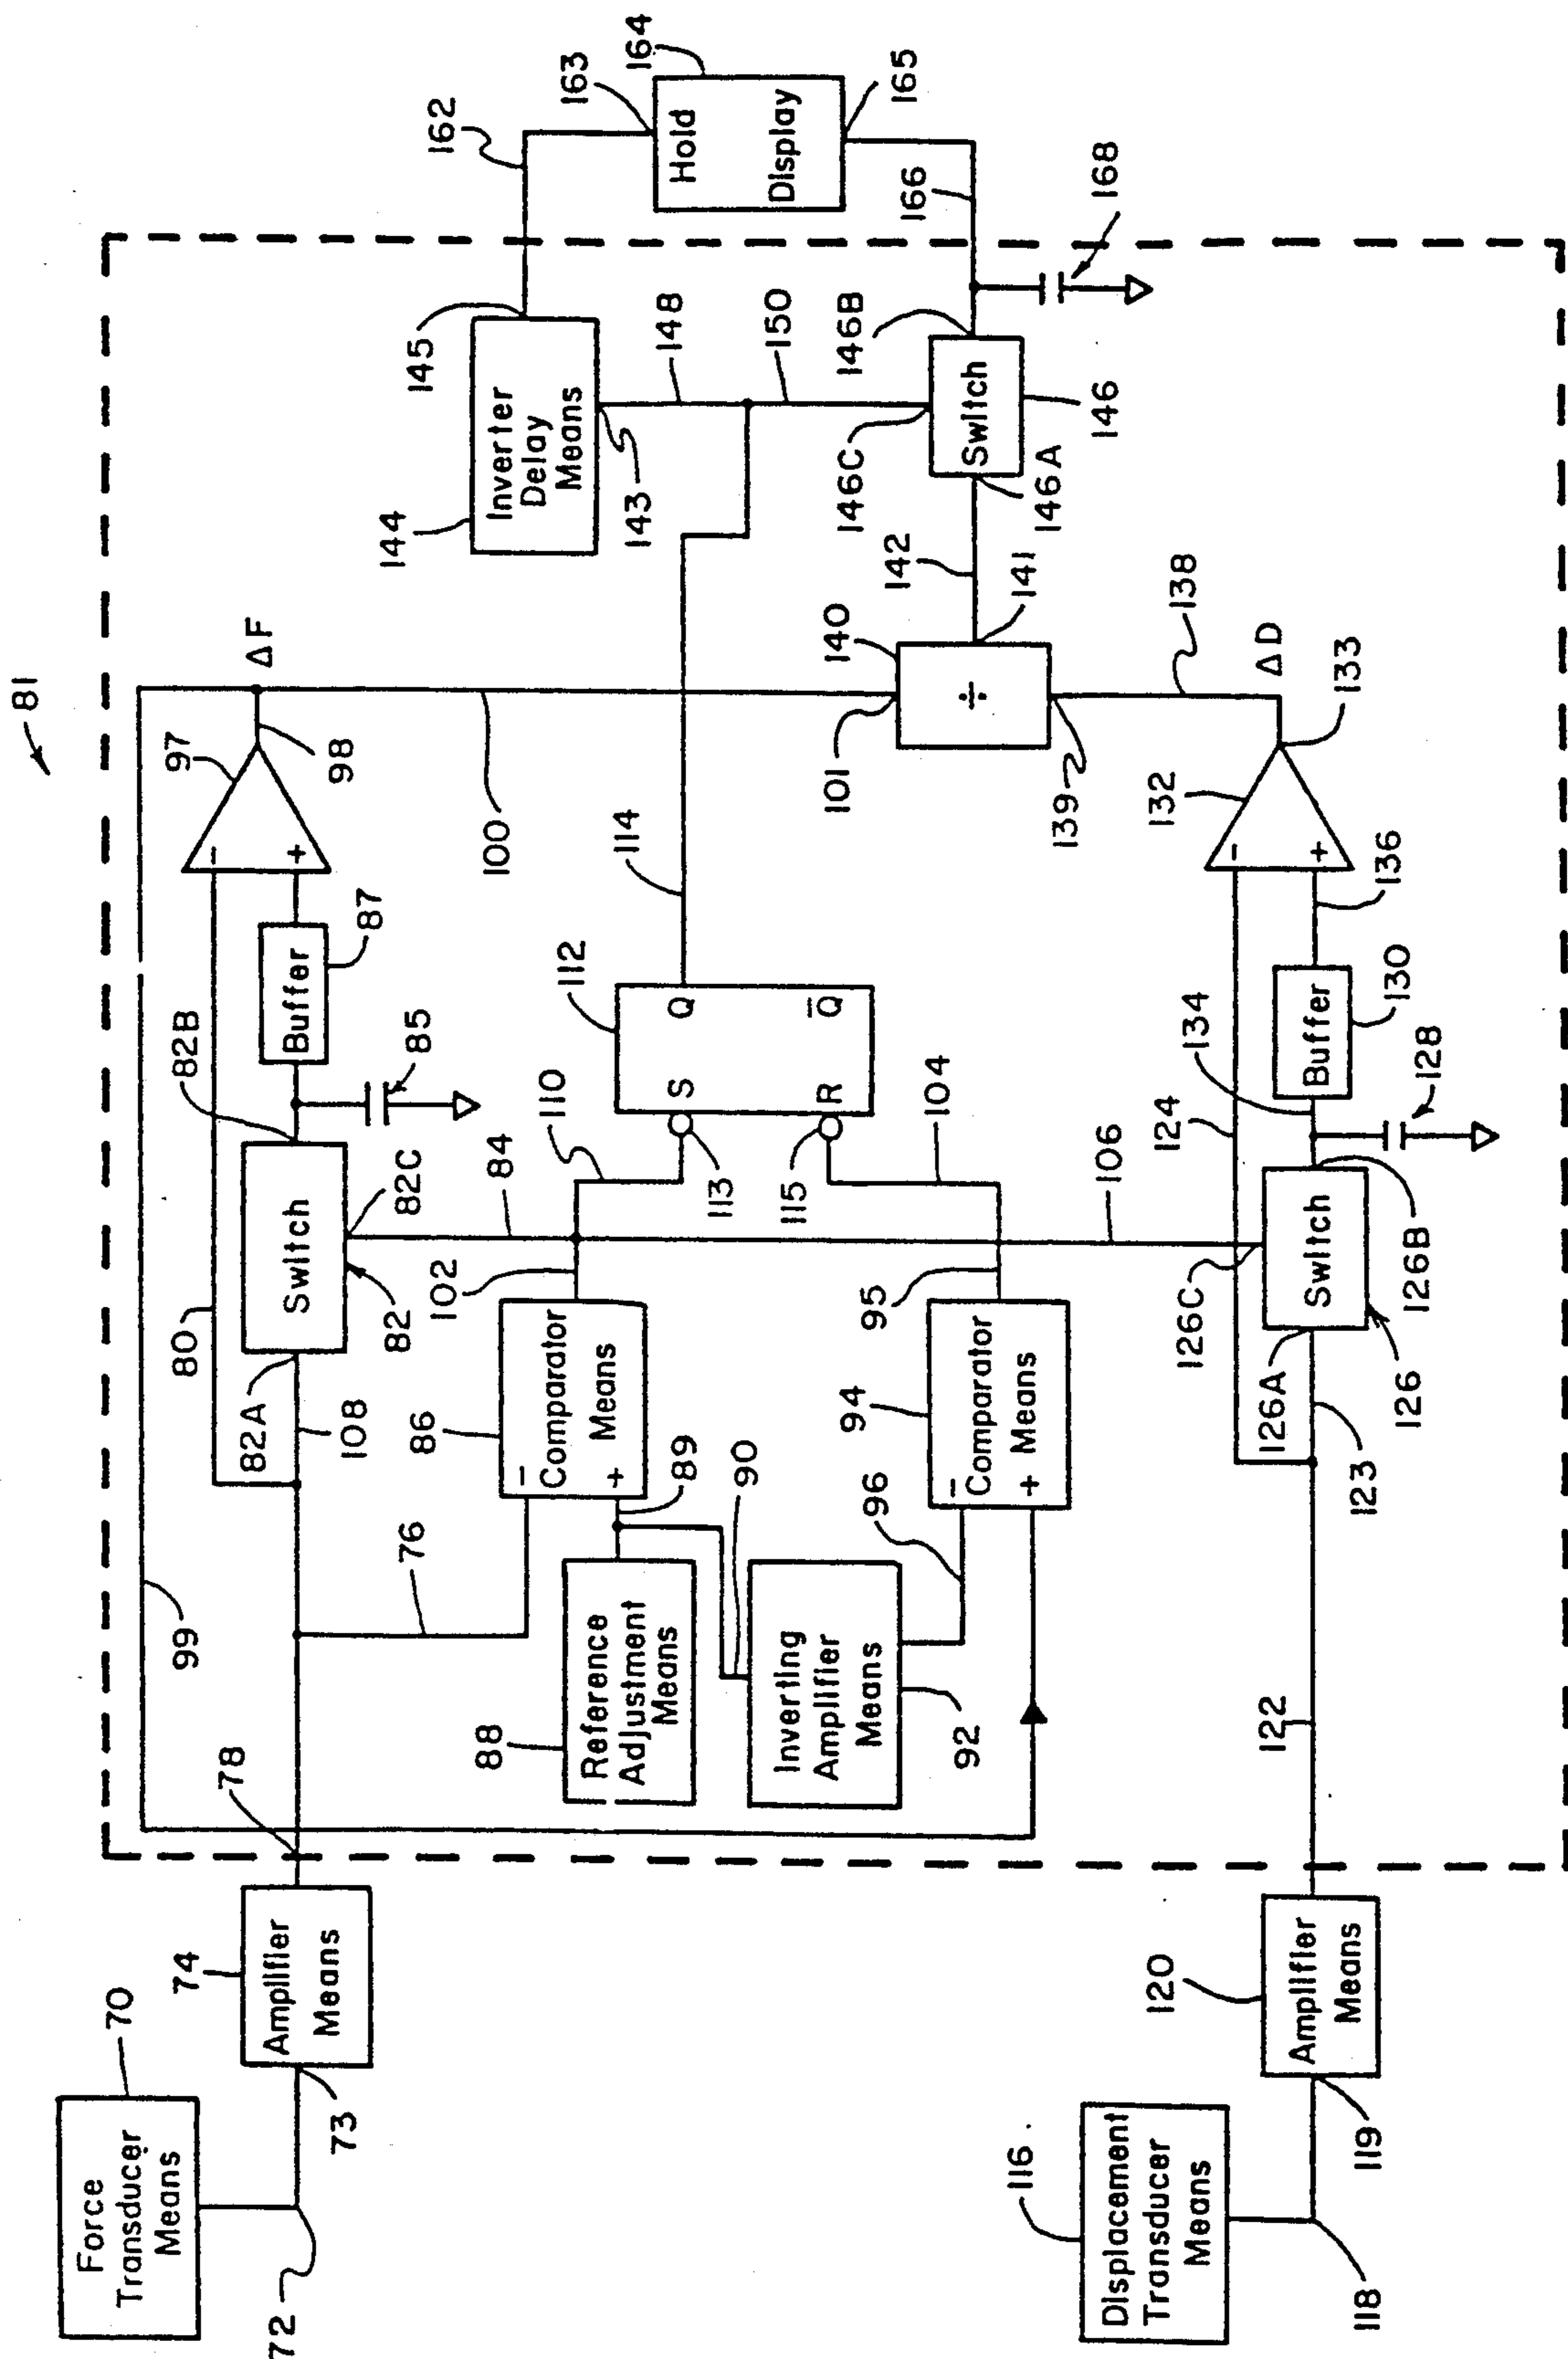 81
70
Force
Transducer
Means
72
73
74
Amplifier
Means
78
99
76
108
80
82A
82
Switch
82C
82B
84
85
Buffer
87
−
+
97
98
ΔF
100
88
Reference
Adjustment
Means
89
90
Inverting
Amplifier
Means
92
96
86
−
Comparator
Means
+
102
94
−
Comparator
Means
+
95
110
113
115
104
106
112
S
Q
R
Q̅
114
101
140
÷
139
141
142
138
144
Inverter
Delay
Means
143
145
148
150
146C
146A
146B
Switch
146
162
163
164
Hold
Display
165
166
168
116
Displacement
Transducer
Means
118
119
120
Amplifier
Means
122
123
124
126A
126
Switch
126C
126B
128
134
Buffer
130
136
−
+
132
133
ΔD